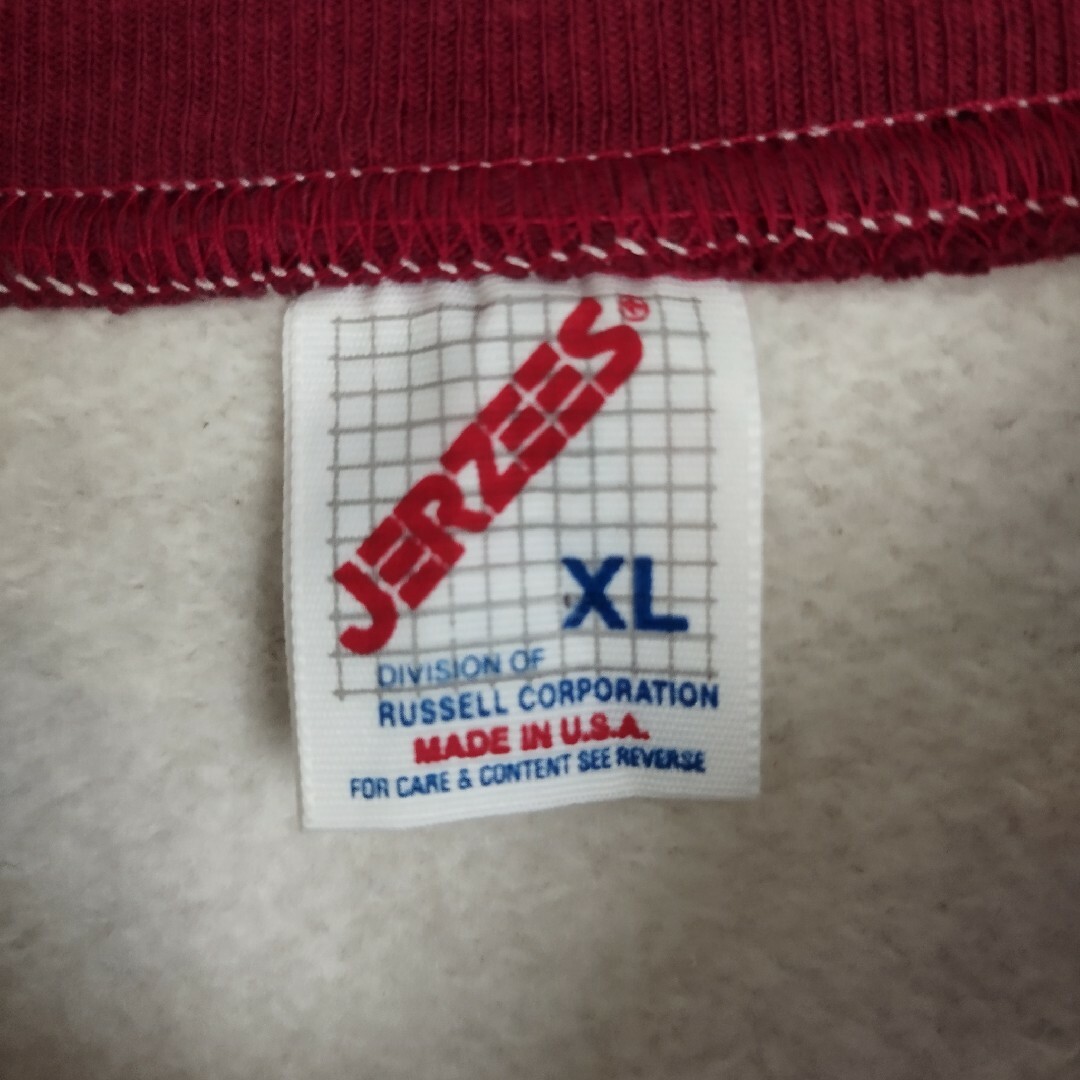 JERZEES®
XL
DIVISION OF
RUSSELL CORPORATION
MADE IN U.S.A.
FOR CARE & CONTENT SEE REVERSE